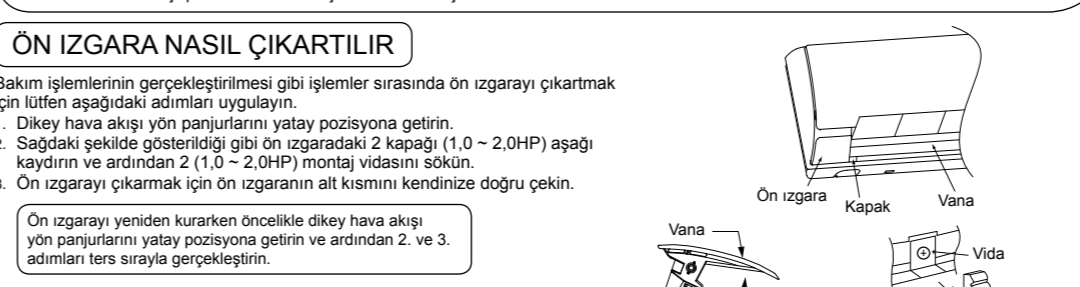 ÖN IZGARA NASIL ÇIKARTILIR
Bakım işlemlerinin gerçekleştirilmesi gibi işlemler sırasında ön ızgarayı çıkartmak
için lütfen aşağıdaki adımları uygulayın.
1. Dikey hava akışı yön panjurlarını yatay pozisyona getirin.
2. Sağdaki şekilde gösterildiği gibi ön ızgaradaki 2 kapağı (1,0 ~ 2,0HP) aşağı
kaydırın ve ardından 2 (1,0 ~ 2,0HP) montaj vidasını sökün.
3. Ön ızgarayı çıkarmak için ön ızgaranın alt kısmını kendinize doğru çekin.
Ön ızgarayı yeniden kurarken öncelikle dikey hava akışı
yön panjurlarını yatay pozisyona getirin ve ardından 2. ve 3.
adımları ters sırayla gerçekleştirin.
Ön ızgara
Kapak
Vana
Vana
Vida